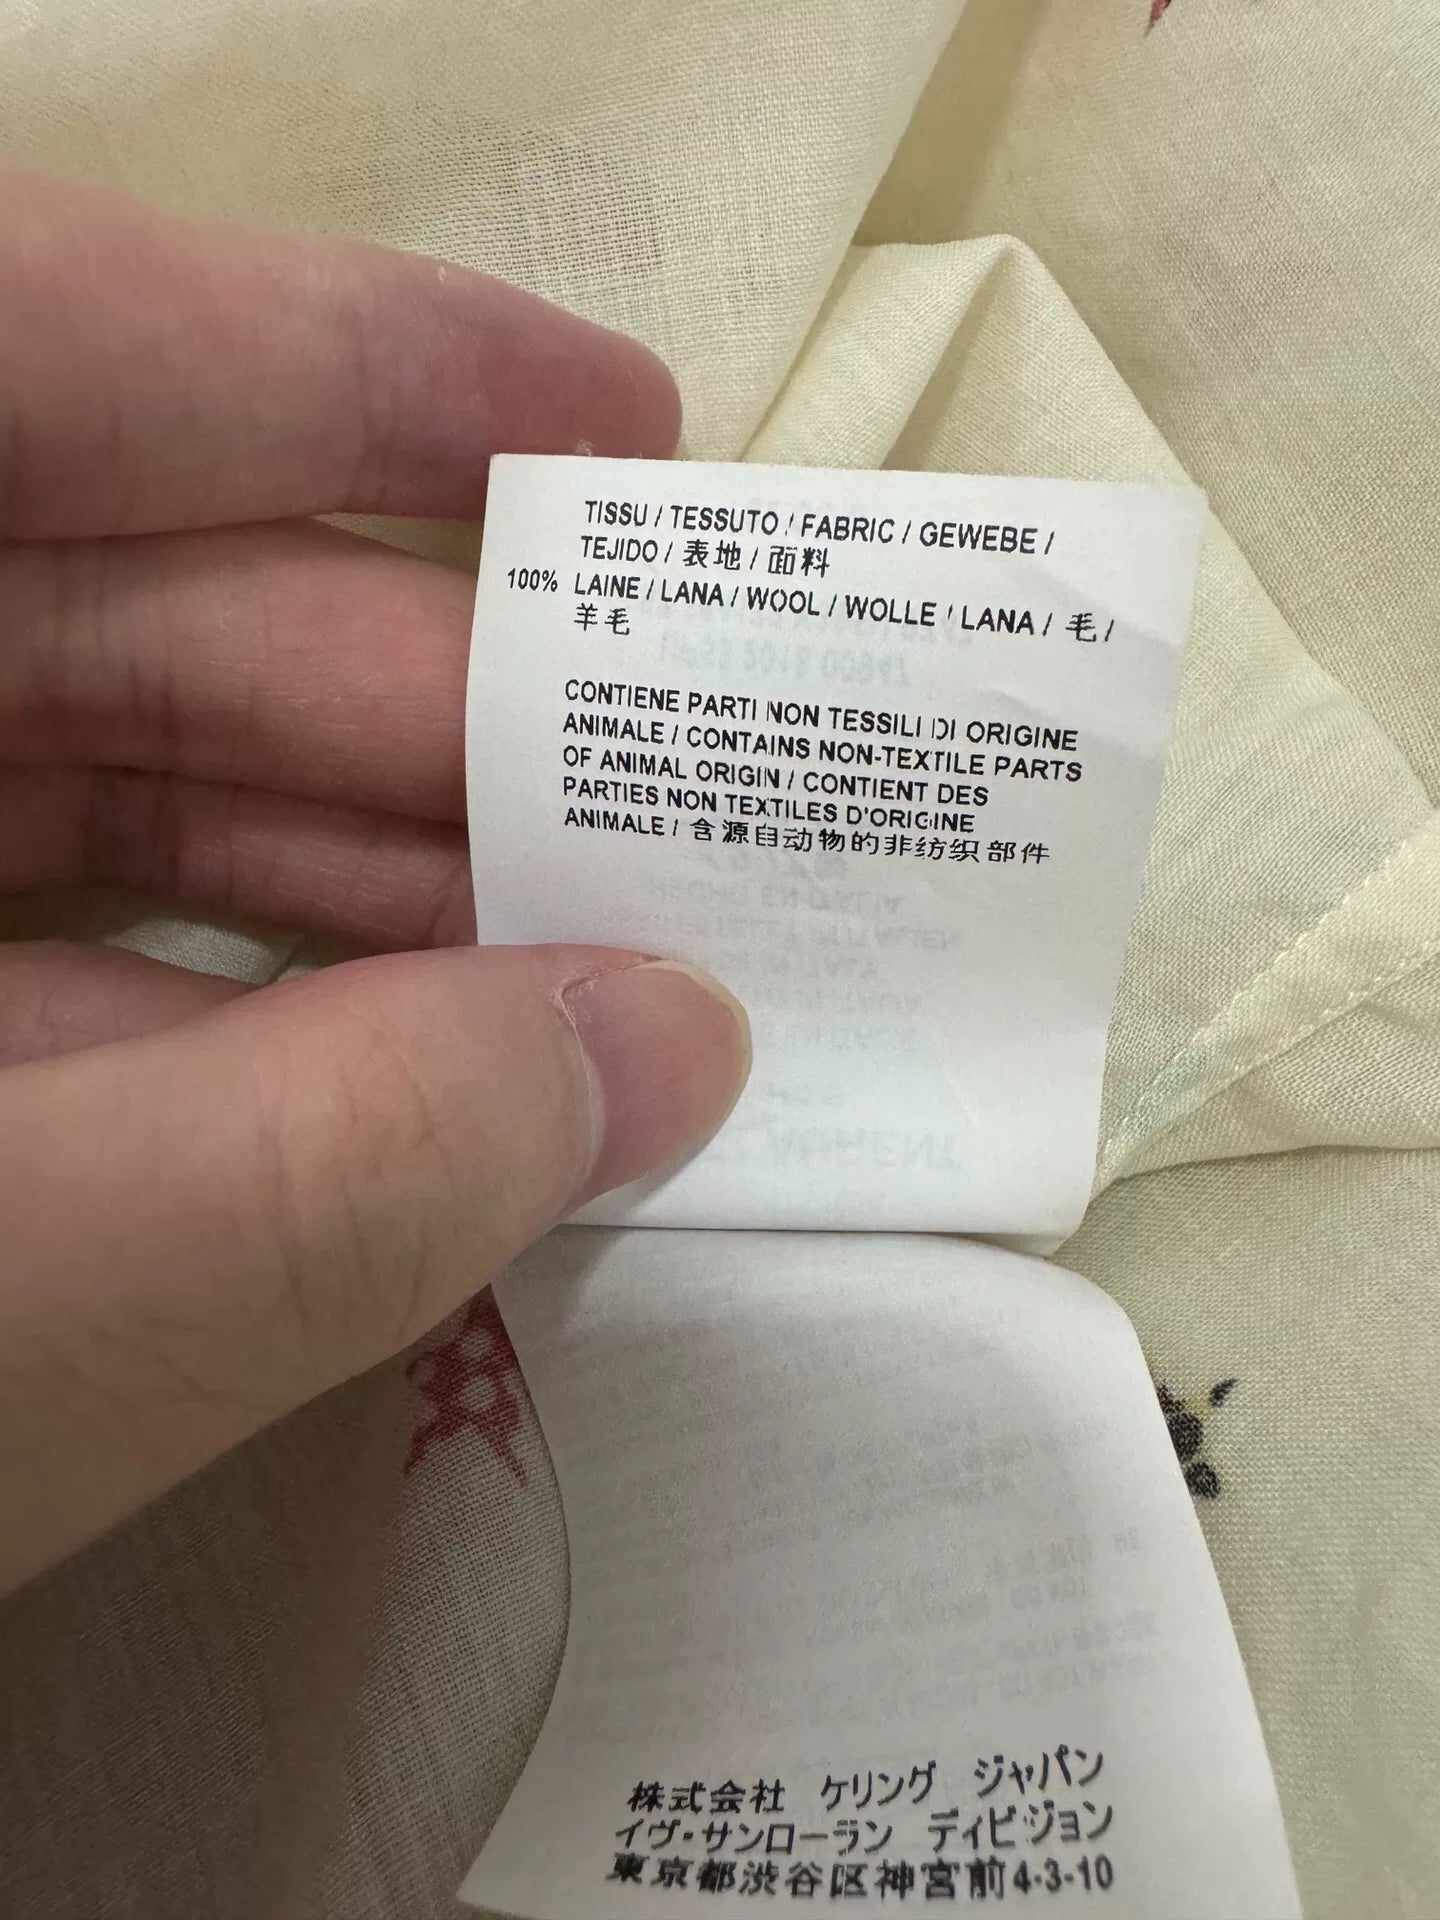 TISSU / TESSUTO / FABRIC / GEWEBE /
TEJIDO / 表地 / 面料
100% LAINE / LANA / WOOL / WOLLE / LANA / 毛 /
羊毛
CONTIENE PARTI NON TESSILI DI ORIGINE
ANIMALE / CONTAINS NON-TEXTILE PARTS
OF ANIMAL ORIGIN / CONTIENT DES
PARTIES NON TEXTILES D'ORIGINE
ANIMALE / 含源自动物的非纺织部件
株式会社 ケリング ジャパン
イヴ・サンローラン ディビジョン
東京都渋谷区神宮前4-3-10